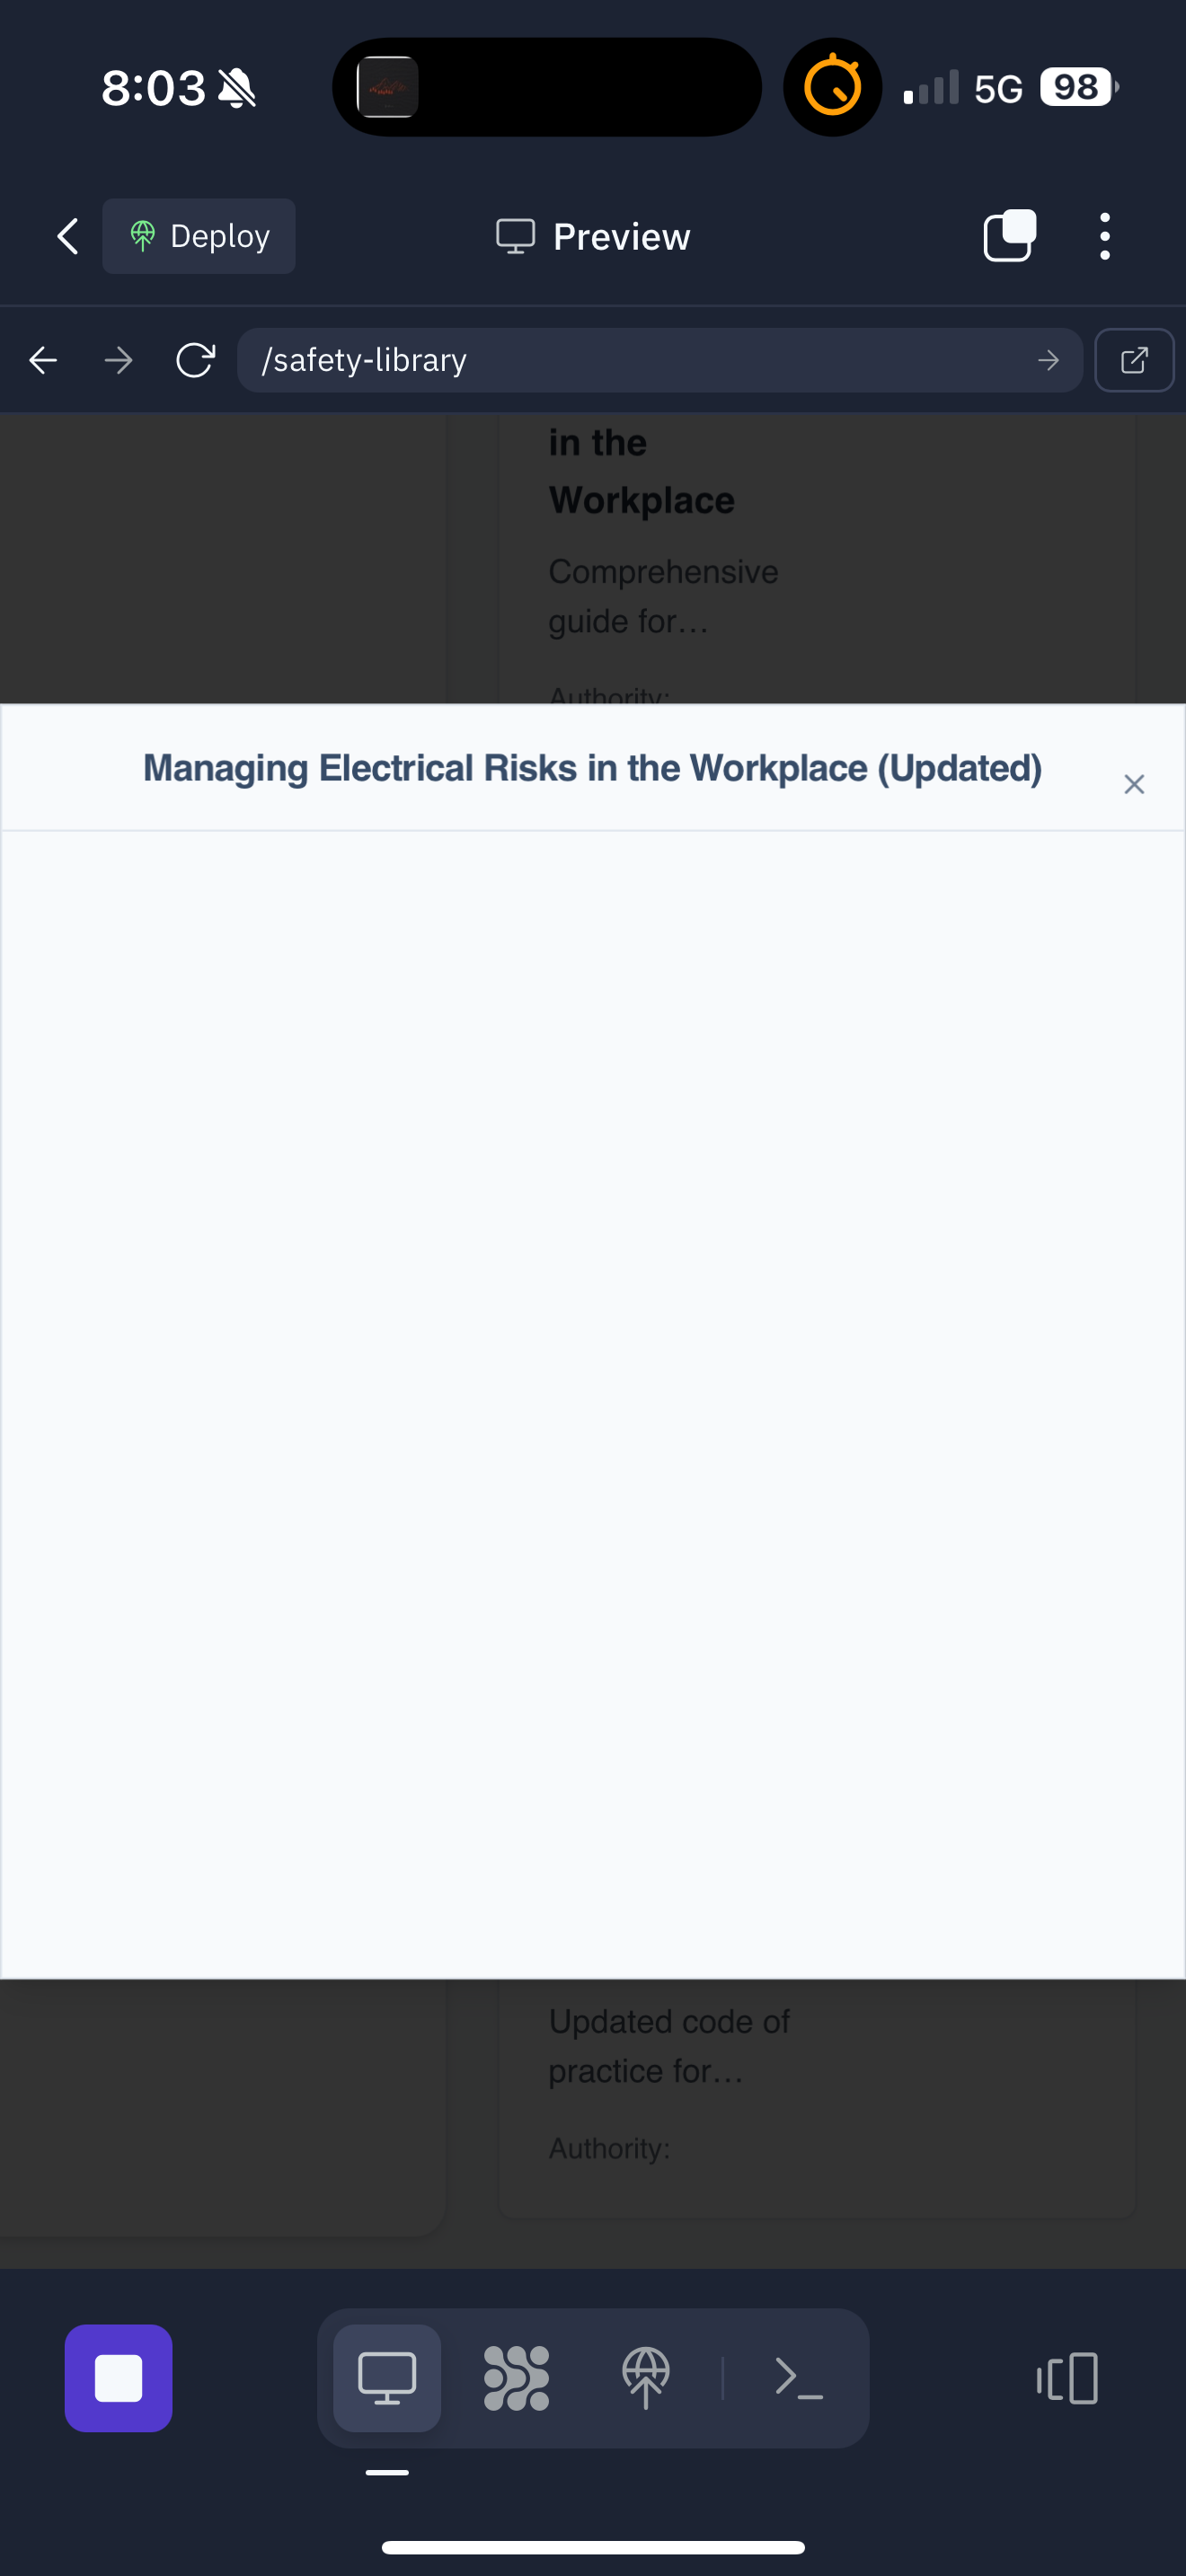 8:03
5G
98
Deploy
Preview
/safety-library
in the
Workplace
Comprehensive
guide for...
Authority:
Managing Electrical Risks in the Workplace (Updated)
Updated code of
practice for...
Authority: